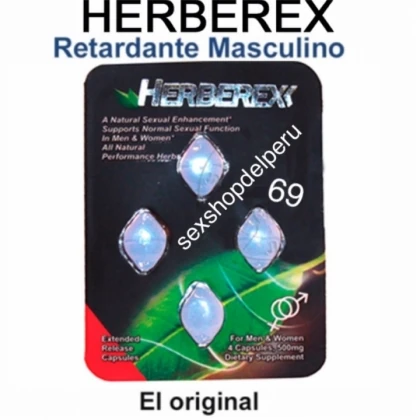 HERBEREX
Retardante Masculino
HERBEREX
A Natural Sexual Enhancement*
Supports Normal Sexual Function
In Men & Women*
All Natural
Performance Herbs
sexshopdelperu
69
Extended
Release
Capsules
For Men & Women
4 Capsules, 500mg
Dietary Supplement
El original